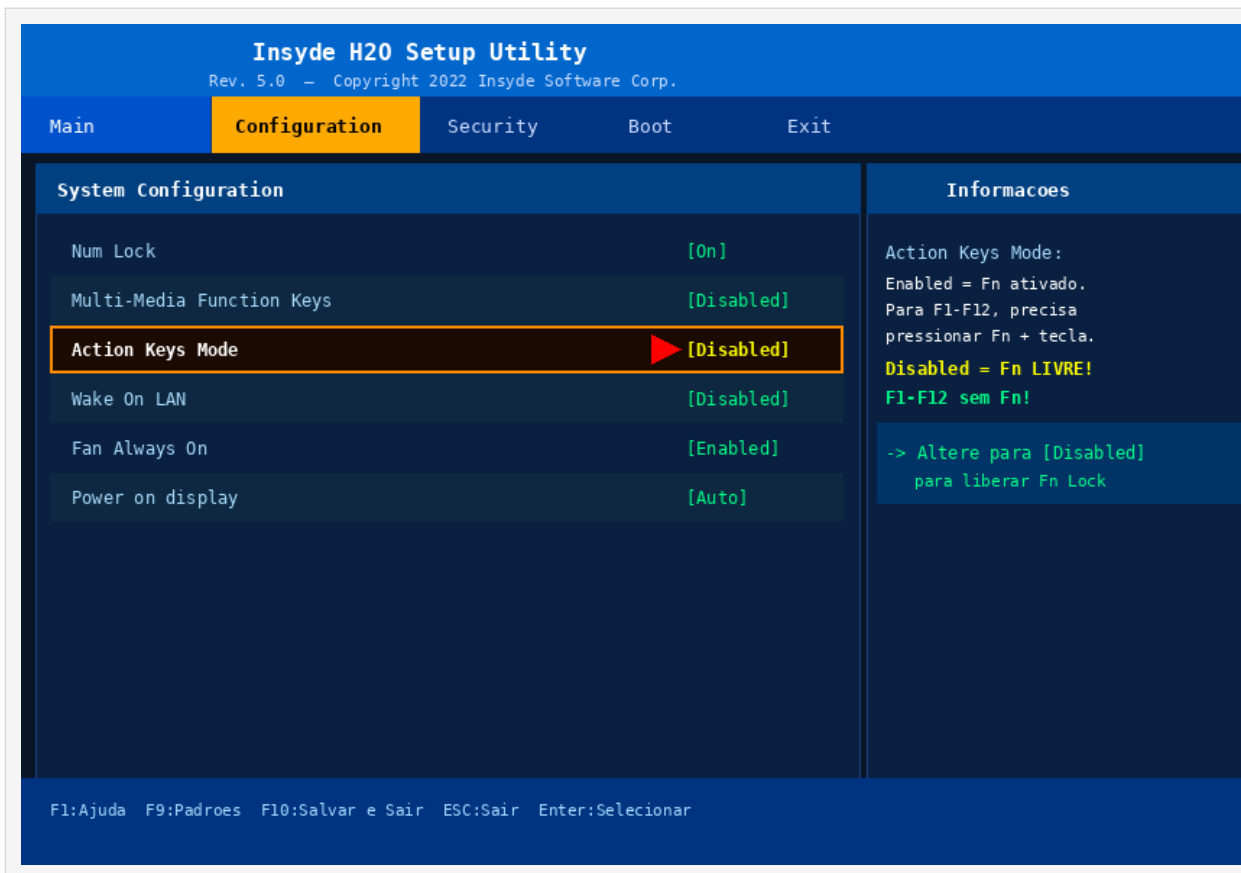 Insyde H2O Setup Utility
Rev. 5.0 — Copyright 2022 Insyde Software Corp.
Main Configuration Security Boot Exit
System Configuration
Num Lock [On]
Multi-Media Function Keys [Disabled]
Action Keys Mode [Disabled]
Wake On LAN [Disabled]
Fan Always On [Enabled]
Power on display [Auto]
Informacoes
Action Keys Mode:
Enabled = Fn ativado.
Para F1-F12, precisa
pressionar Fn + tecla.
Disabled = Fn LIVRE!
F1-F12 sem Fn!
-> Altere para [Disabled]
para liberar Fn Lock
F1:Ajuda F9:Padroes F10:Salvar e Sair ESC:Sair Enter:Selecionar